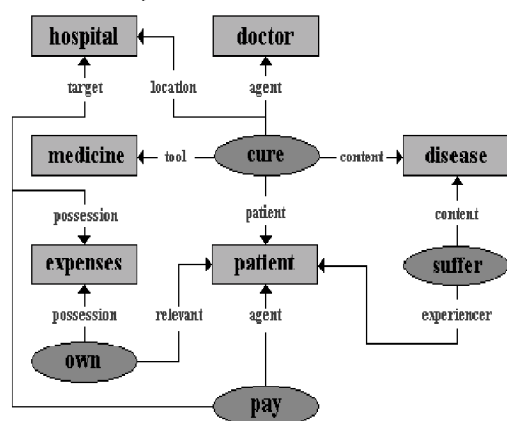 hospital
doctor
target
location
agent
medicine
tool
cure
content
disease
possession
patient
content
expenses
patient
suffer
possession
relevant
agent
experiencer
own
pay